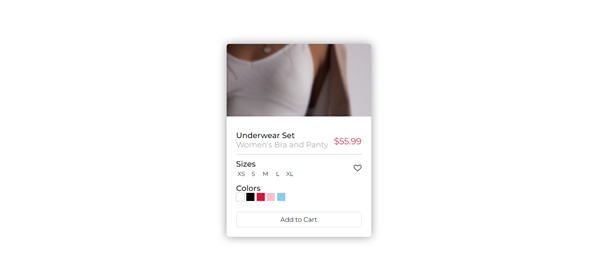 Underwear Set
Women's Bra and Panty
$55.99
Sizes
XS S M L XL
Colors
Add to Cart